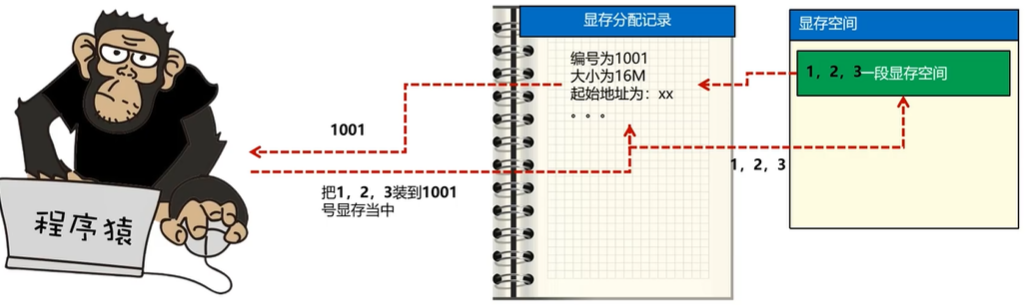 显存分配记录
编号为1001
大小为16M
起始地址为：xx
。。。
显存空间
1，2，3一段显存空间
1001
1，2，3
把1，2，3装到1001
号显存当中
程序猿